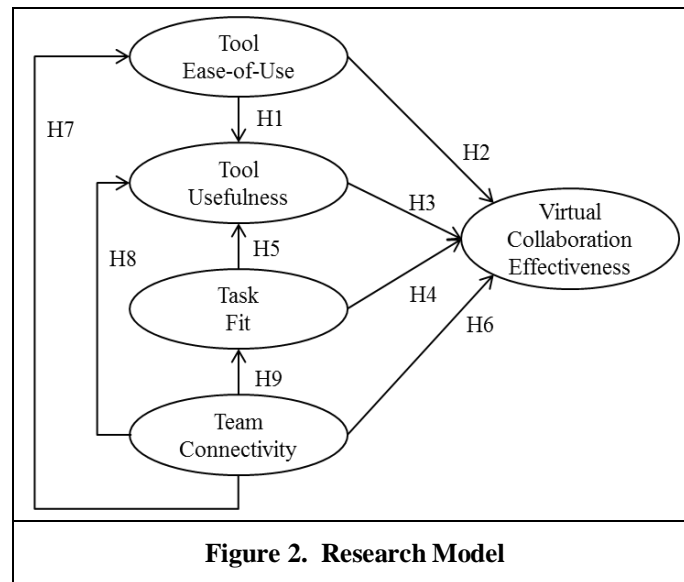 Tool
Ease-of-Use
H7
H1
H2
Tool
Usefulness
H3
Virtual
Collaboration
Effectiveness
H8
H5
H4
Task
Fit
H6
H9
Team
Connectivity
Figure 2. Research Model